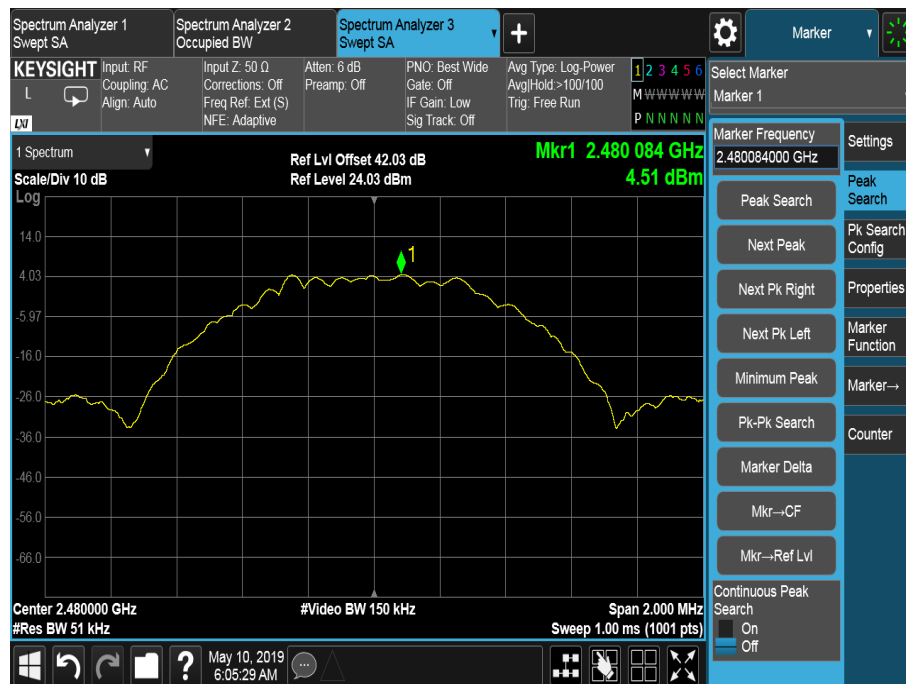 Spectrum Analyzer 1
Swept SA
Spectrum Analyzer 2
Occupied BW
Spectrum Analyzer 3
Swept SA
+
Marker
KEYSIGHT
L
LXI
Input: RF
Coupling: AC
Align: Auto
Input Z: 50 Ω
Corrections: Off
Freq Ref: Ext (S)
NFE: Adaptive
Atten: 6 dB
Preamp: Off
PNO: Best Wide
Gate: Off
IF Gain: Low
Sig Track: Off
Avg Type: Log-Power
Avg|Hold:>100/100
Trig: Free Run
1 2 3 4 5 6
M W W W W W
P N N N N N
Select Marker
Marker 1
1 Spectrum
Scale/Div 10 dB
Log
Ref Lvl Offset 42.03 dB
Ref Level 24.03 dBm
Mkr1 2.480 084 GHz
4.51 dBm
14.0
4.03
-5.97
-16.0
-26.0
-36.0
-46.0
-56.0
-66.0
1
Center 2.480000 GHz
#Res BW 51 kHz
#Video BW 150 kHz
Span 2.000 MHz
Sweep 1.00 ms (1001 pts)
Marker Frequency
2.480084000 GHz
Peak Search
Next Peak
Next Pk Right
Next Pk Left
Minimum Peak
Pk-Pk Search
Marker Delta
Mkr→CF
Mkr→Ref Lvl
Continuous Peak
Search
On
Off
Settings
Peak
Search
Pk Search
Config
Properties
Marker
Function
Marker→
Counter
?
May 10, 2019
6:05:29 AM